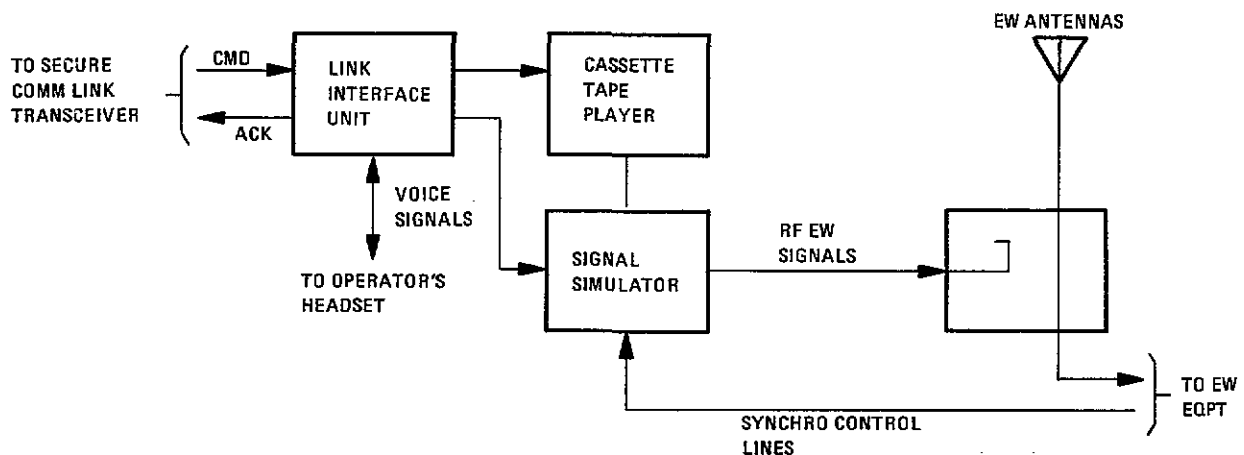 EW ANTENNAS
TO SECURE
COMM LINK
TRANSCEIVER
CMD
ACK
LINK
INTERFACE
UNIT
CASSETTE
TAPE
PLAYER
VOICE
SIGNALS
TO OPERATOR'S
HEADSET
SIGNAL
SIMULATOR
RF EW
SIGNALS
SYNCHRO CONTROL
LINES
TO EW
EQPT